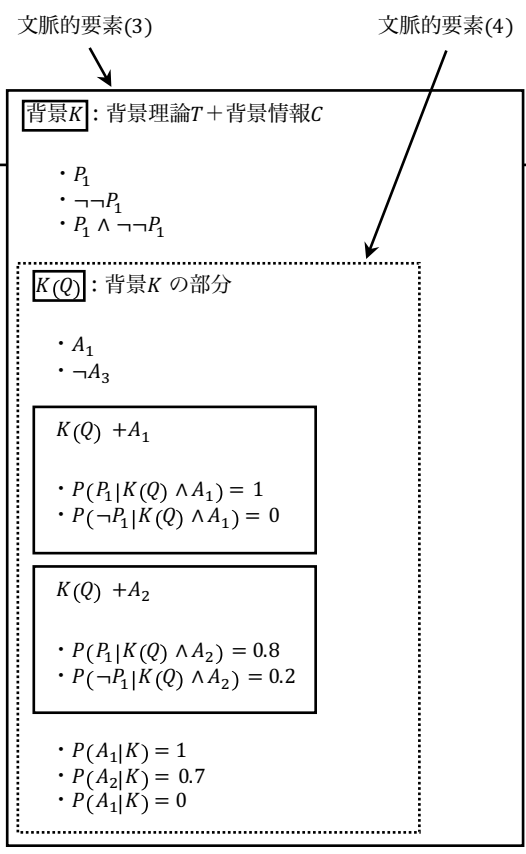 文脈的要素(3)
文脈的要素(4)
背景K：背景理論T＋背景情報C
・P₁
・¬¬P₁
・P₁ ∧ ¬¬P₁
K(Q)：背景K の部分
・A₁
・¬A₃
K(Q) +A₁
・P(P₁|K(Q) ∧ A₁) = 1
・P(¬P₁|K(Q) ∧ A₁) = 0
K(Q) +A₂
・P(P₁|K(Q) ∧ A₂) = 0.8
・P(¬P₁|K(Q) ∧ A₂) = 0.2
・P(A₁|K) = 1
・P(A₂|K) = 0.7
・P(A₁|K) = 0